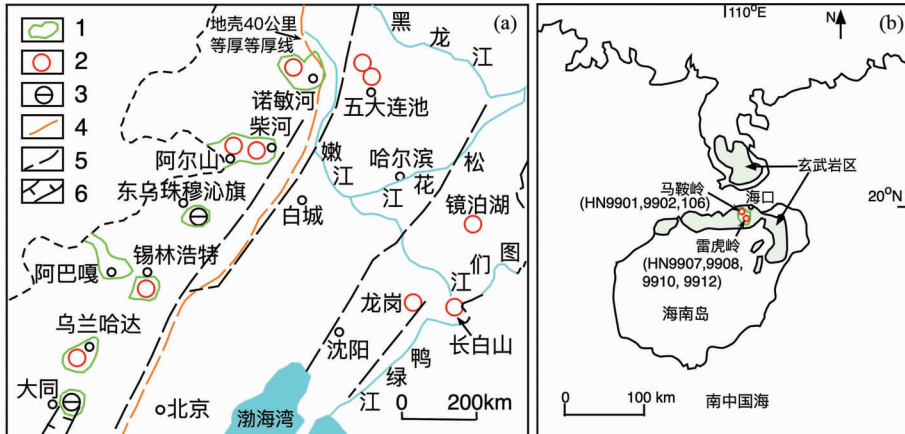 1
2
3
4
5
6
地壳40公里
等厚等厚线
(a)
黑
龙
江
诺敏河
五大连池
柴河
阿尔山
嫩
江
哈尔滨
松
花
江
东乌珠穆沁旗
白城
镜泊湖
锡林浩特
阿巴嘎
图
们
江
龙岗
长白山
乌兰哈达
沈阳
鸭
绿
江
大同
北京
渤海湾
0
200km
110°E
N
(b)
玄武岩区
马鞍岭
(HN9901,9902,106)
海口
20°N
雷虎岭
(HN9907,9908,
9910, 9912)
海南岛
0
100 km
南中国海